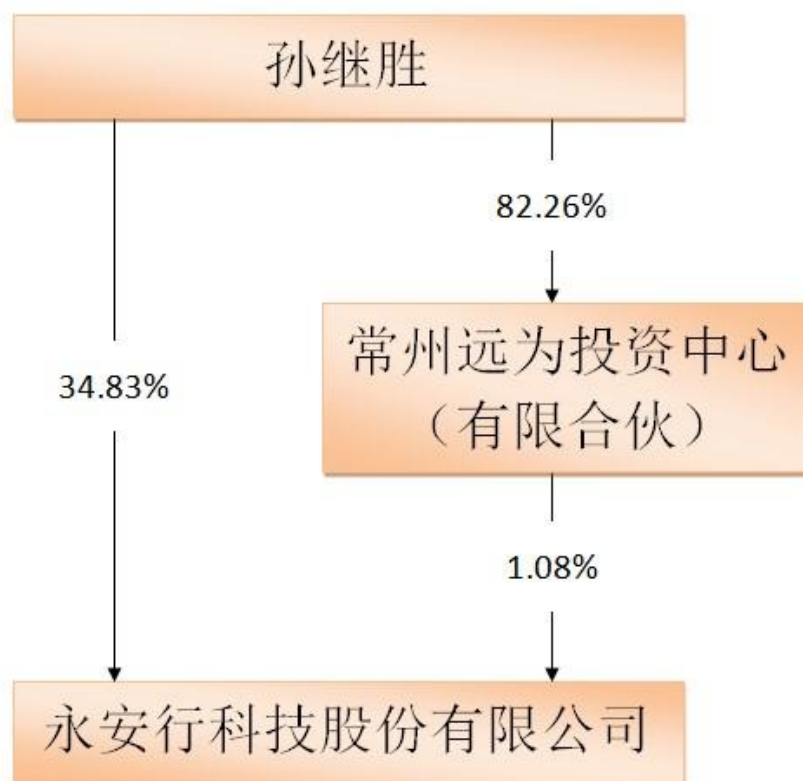 孙继胜
82.26%
常州远为投资中心
（有限合伙）
34.83%
1.08%
永安行科技股份有限公司